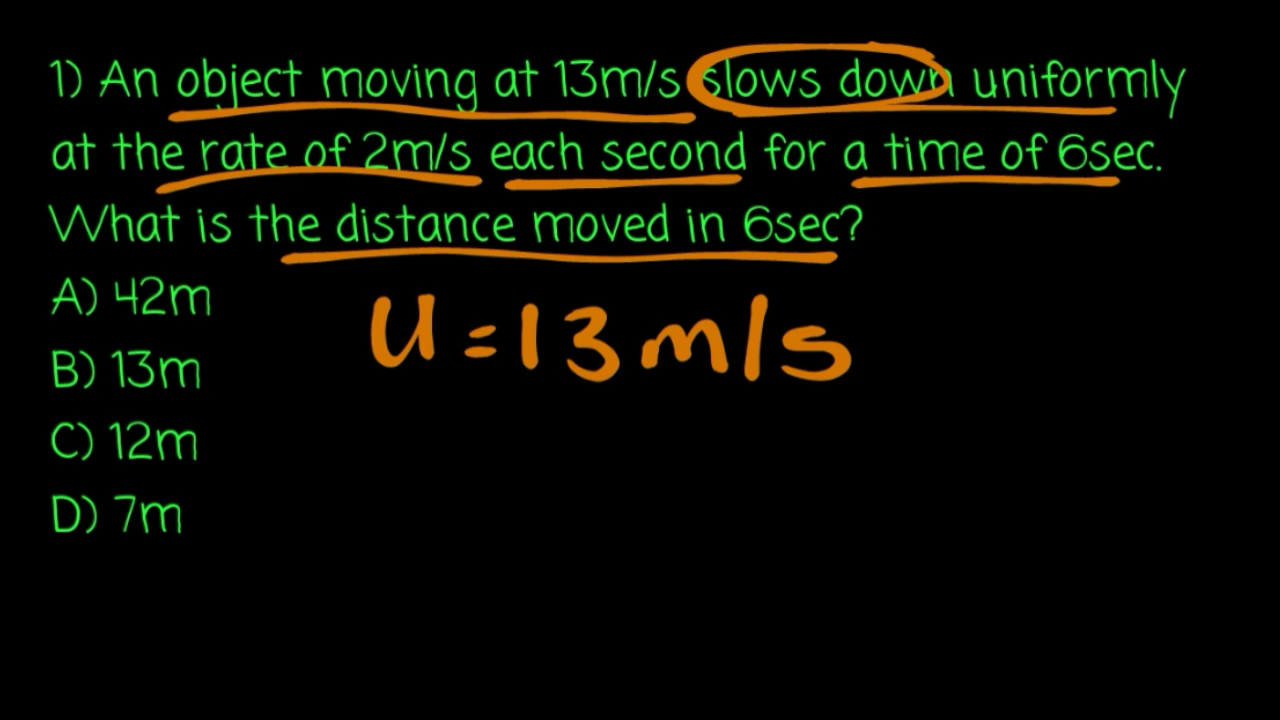 1) An object moving at 13m/s slows down uniformly
at the rate of 2m/s each second for a time of 6sec.
What is the distance moved in 6sec?
A) 42m
B) 13m
C) 12m
D) 7m
u=13m/s